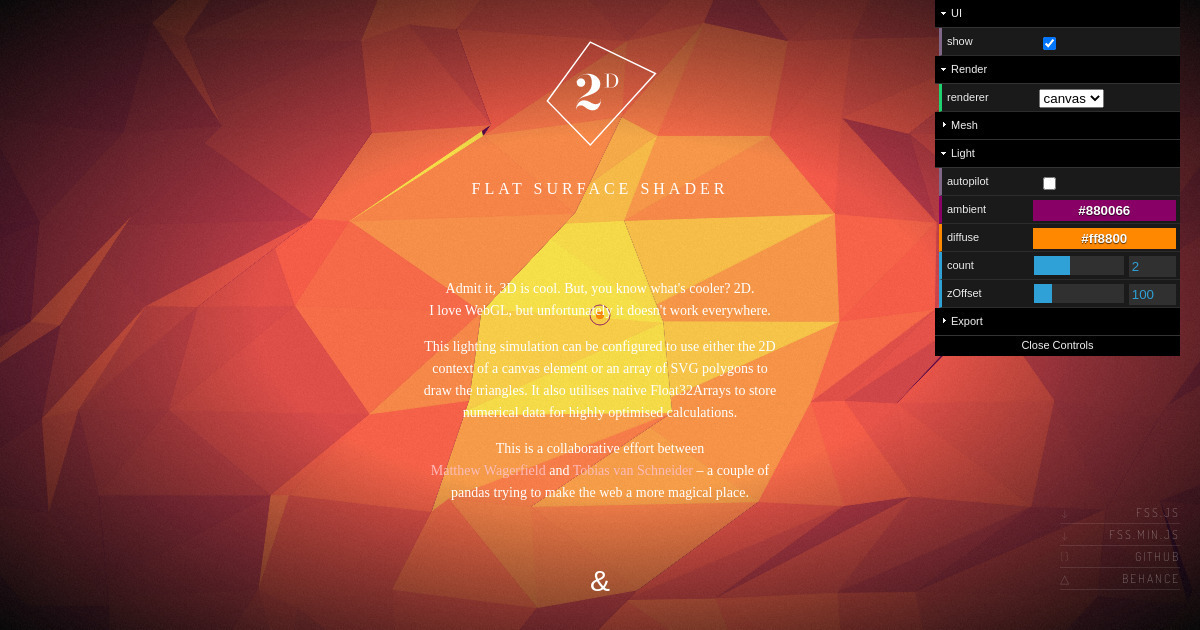 2D
FLAT SURFACE SHADER
Admit it, 3D is cool. But, you know what's cooler? 2D.
I love WebGL, but unfortunately it doesn't work everywhere.
This lighting simulation can be configured to use either the 2D
context of a canvas element or an array of SVG polygons to
draw the triangles. It also utilises native Float32Arrays to store
numerical data for highly optimised calculations.
This is a collaborative effort between
Matthew Wagerfield and Tobias van Schneider – a couple of
pandas trying to make the web a more magical place.
&
UI
show
Render
renderer canvas
Mesh
Light
autopilot
ambient #880066
diffuse #ff8800
count 2
zOffset 100
Export
Close Controls
FSS.JS
FSS.MIN.JS
GITHUB
BEHANCE